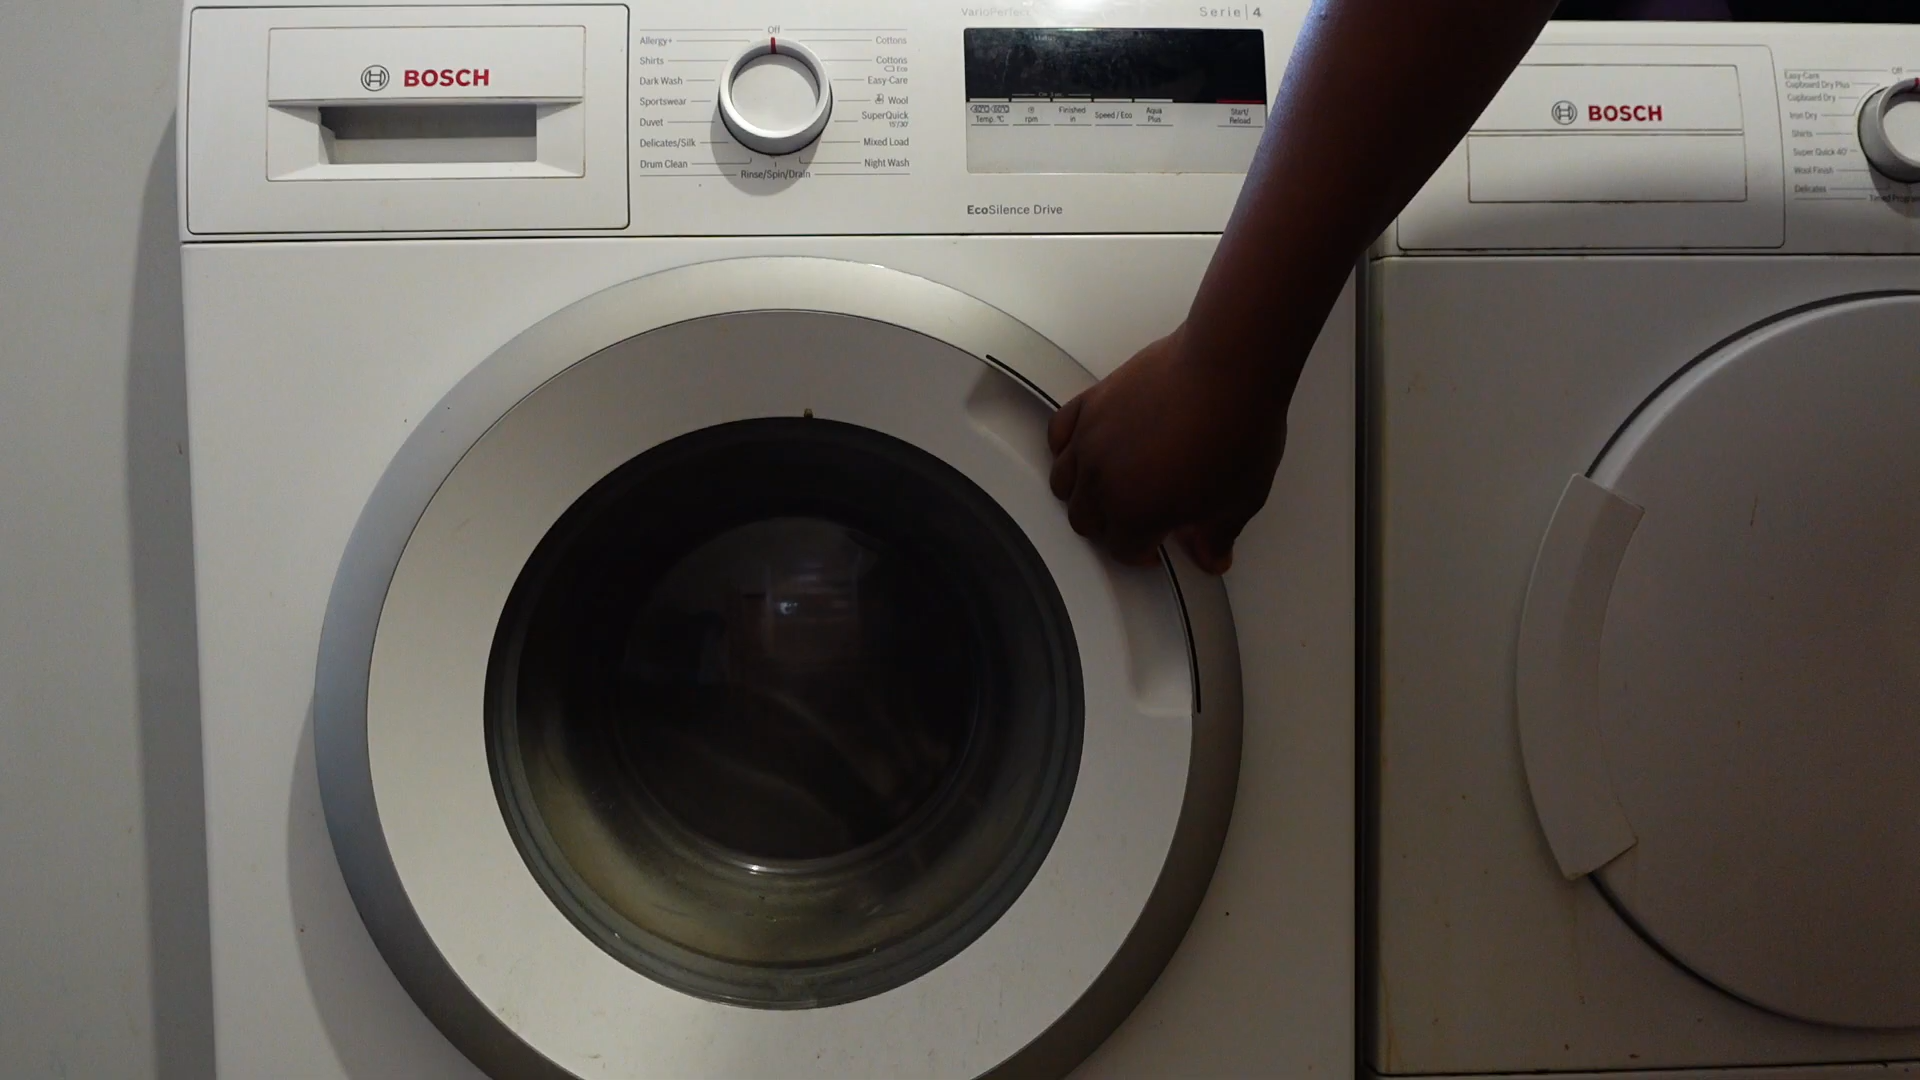 BOSCH
Off
Allergy+
Shirts
Dark Wash
Sportswear
Duvet
Delicates/Silk
Drum Clean
Rinse/Spin/Drain
Cottons
Cottons
Eco
Easy-Care
Wool
SuperQuick
15'/30'
Mixed Load
Night Wash
VarioPerfect
Serie | 4
Temp. °C
rpm
Finished
in
Speed / Eco
Aqua
Plus
Start/
Reload
EcoSilence Drive
BOSCH
Off
Easy-Care
Cupboard Dry Plus
Cupboard Dry
Iron Dry
Shirts
Super Quick 40'
Wool Finish
Delicates